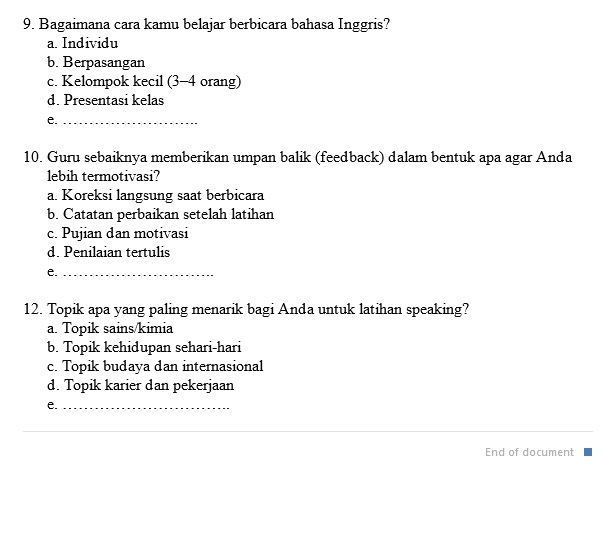 9. Bagaimana cara kamu belajar berbicara bahasa Inggris?
a. Individu
b. Berpasangan
c. Kelompok kecil (3–4 orang)
d. Presentasi kelas
e. ……………………..
10. Guru sebaiknya memberikan umpan balik (feedback) dalam bentuk apa agar Anda
lebih termotivasi?
a. Koreksi langsung saat berbicara
b. Catatan perbaikan setelah latihan
c. Pujian dan motivasi
d. Penilaian tertulis
e. ………………………..
12. Topik apa yang paling menarik bagi Anda untuk latihan speaking?
a. Topik sains/kimia
b. Topik kehidupan sehari-hari
c. Topik budaya dan internasional
d. Topik karier dan pekerjaan
e. …………………………..
End of document